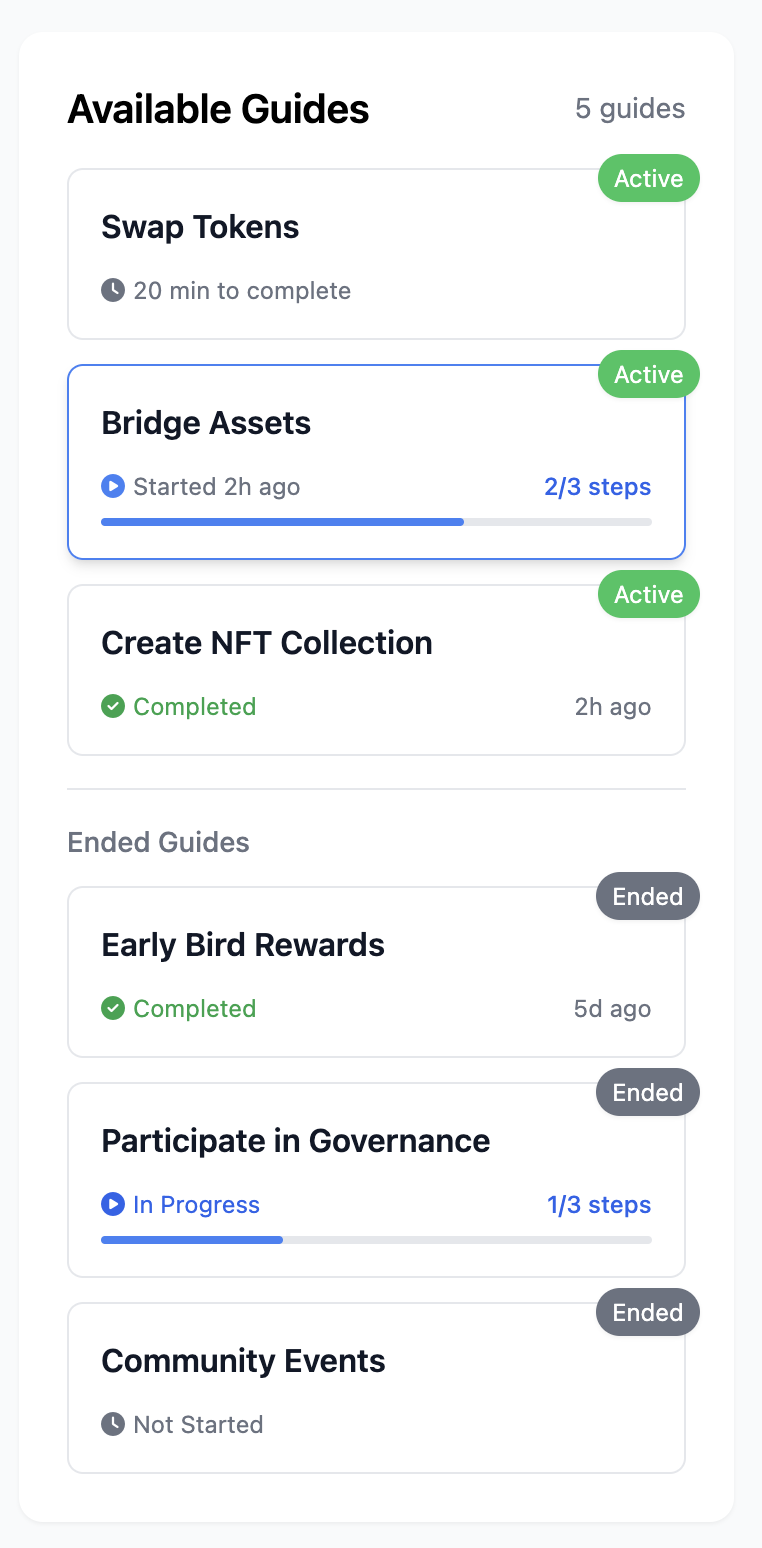 Available Guides
5 guides
Active
Swap Tokens
20 min to complete
Active
Bridge Assets
Started 2h ago
2/3 steps
Active
Create NFT Collection
Completed
2h ago
Ended Guides
Ended
Early Bird Rewards
Completed
5d ago
Ended
Participate in Governance
In Progress
1/3 steps
Ended
Community Events
Not Started